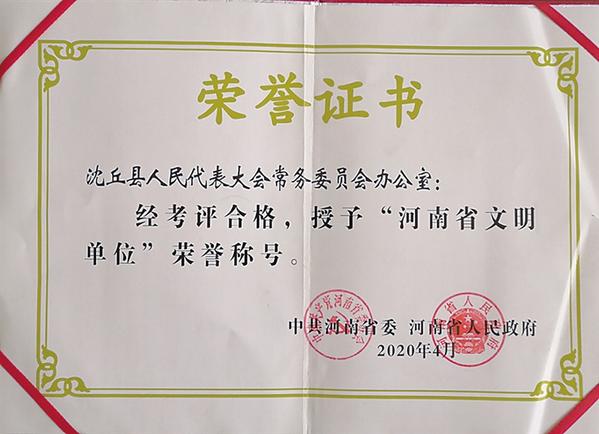 荣誉证书
沈丘县人民代表大会常务委员会办公室：
经考评合格，授予“河南省文明
单位”荣誉称号。
中共河南省委 河南省人民政府
2020年4月